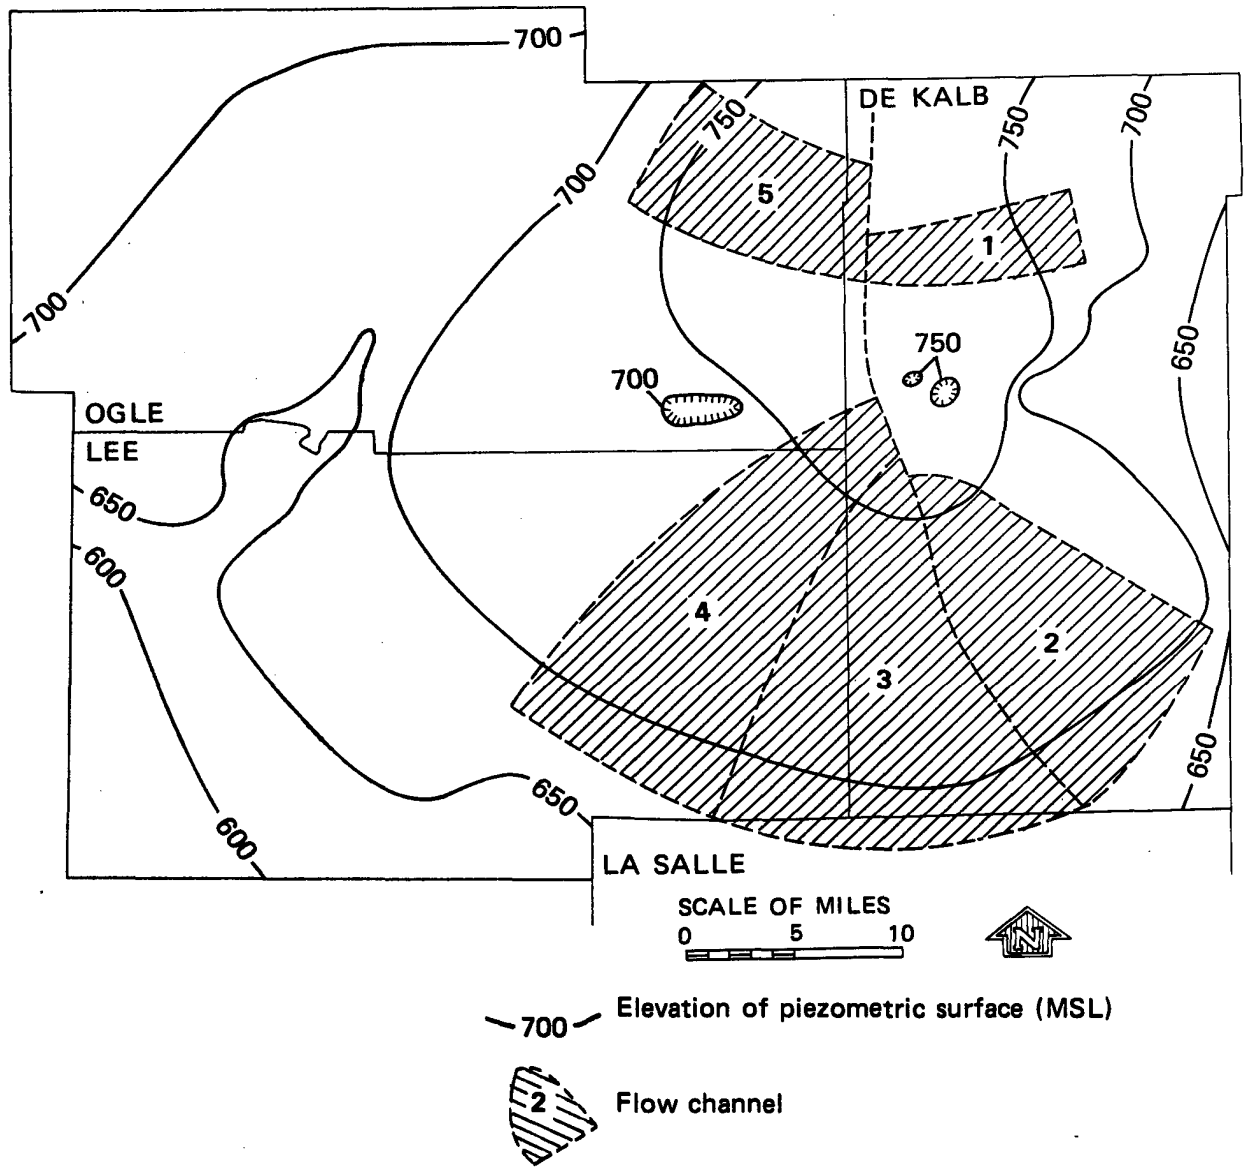 700
DE KALB
750
750
700
700
5
1
700
650
750
700
OGLE
LEE
650
600
4
2
3
650
650
600
LA SALLE
SCALE OF MILES
0 5 10
N
700 Elevation of piezometric surface (MSL)
2 Flow channel